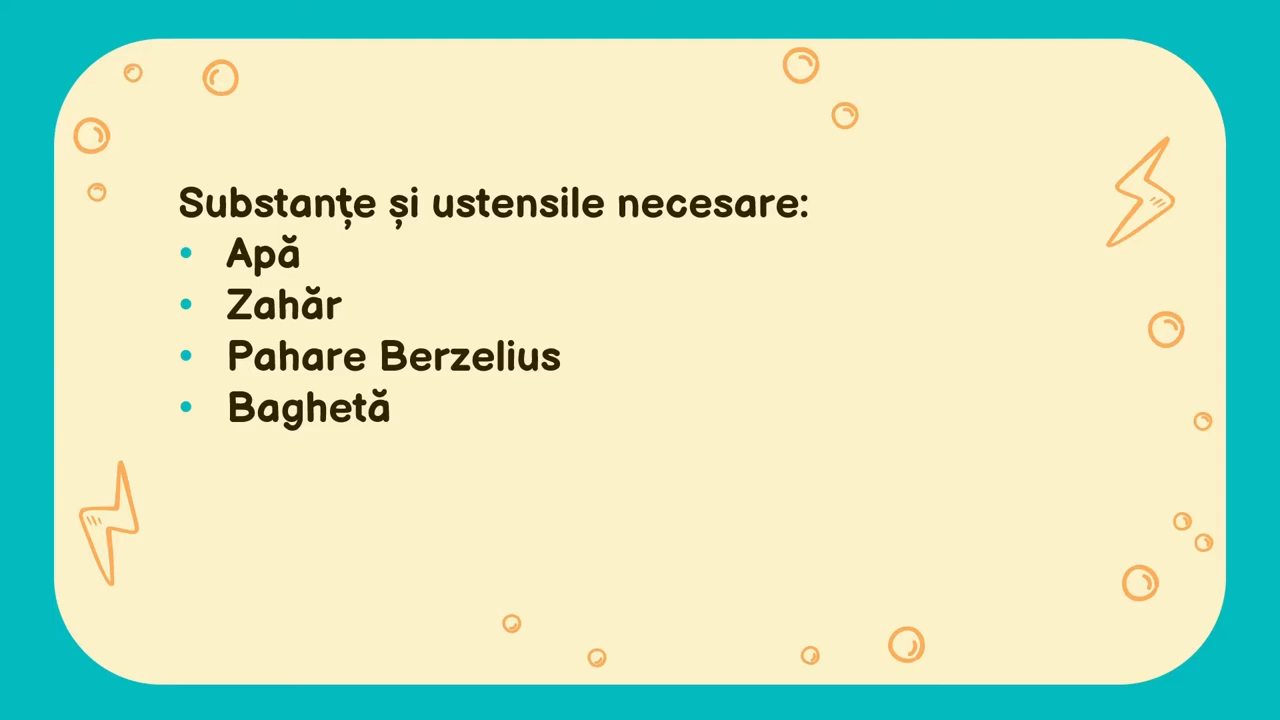 Substanțe și ustensile necesare:
• Apă
• Zahăr
• Pahare Berzelius
• Baghetă